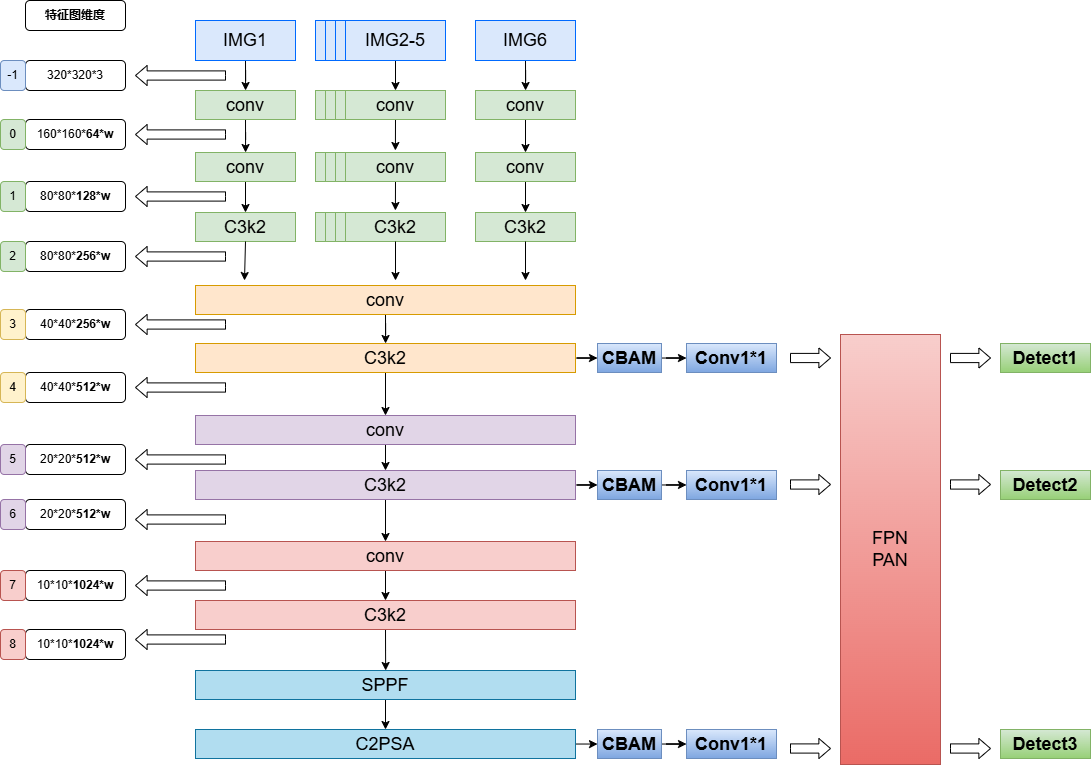 特征图维度
IMG1
IMG2-5
IMG6
-1
320*320*3
conv
conv
conv
0
160*160*64*w
conv
conv
conv
1
80*80*128*w
C3k2
C3k2
C3k2
2
80*80*256*w
conv
3
40*40*256*w
C3k2
CBAM
Conv1*1
Detect1
4
40*40*512*w
conv
5
20*20*512*w
C3k2
CBAM
Conv1*1
Detect2
6
20*20*512*w
FPN
PAN
conv
7
10*10*1024*w
C3k2
8
10*10*1024*w
SPPF
C2PSA
CBAM
Conv1*1
Detect3